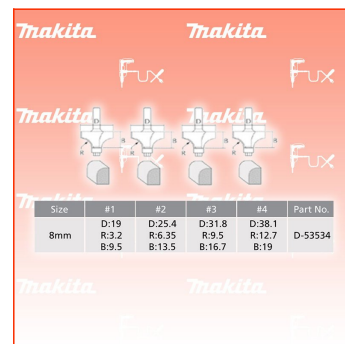 makita makita
Fux
makita makita
Fux
Size #1 #2 #3 #4 Part No.
8mm D:19 R:3.2 B:9.5 D:25.4 R:6.35 B:13.5 D:31.8 R:9.5 B:16.7 D:38.1 R:12.7 B:19 D-53534
makita makita